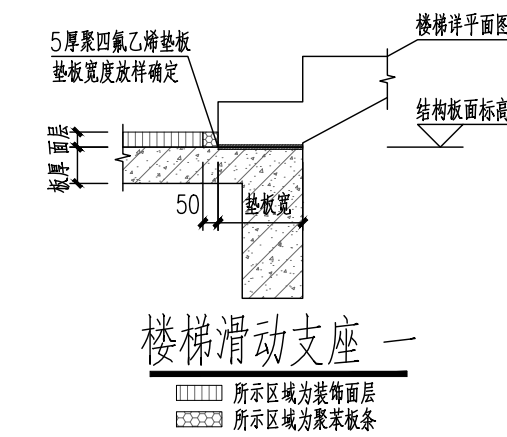 5厚聚四氟乙烯垫板
垫板宽度放样确定
楼梯详平面图
结构板面标高
面层
板厚
50
垫板宽
楼梯滑动支座 一
所示区域为装饰面层
所示区域为聚苯板条